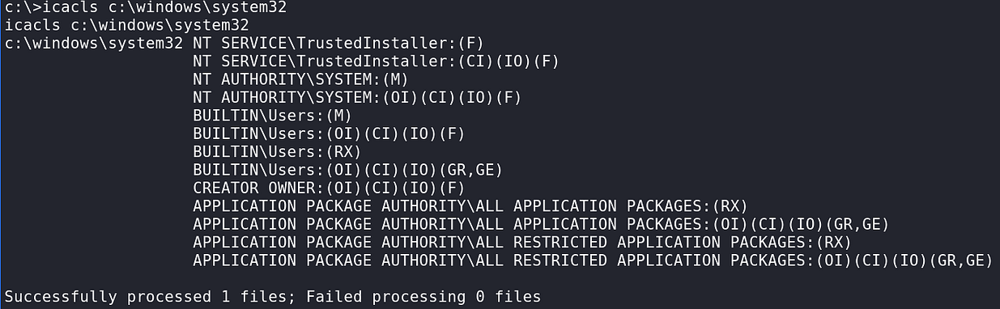 c:\>icacls c:\windows\system32
icacls c:\windows\system32
c:\windows\system32 NT SERVICE\TrustedInstaller:(F)
NT SERVICE\TrustedInstaller:(CI)(IO)(F)
NT AUTHORITY\SYSTEM:(M)
NT AUTHORITY\SYSTEM:(OI)(CI)(IO)(F)
BUILTIN\Users:(M)
BUILTIN\Users:(OI)(CI)(IO)(F)
BUILTIN\Users:(RX)
BUILTIN\Users:(OI)(CI)(IO)(GR,GE)
CREATOR OWNER:(OI)(CI)(IO)(F)
APPLICATION PACKAGE AUTHORITY\ALL APPLICATION PACKAGES:(RX)
APPLICATION PACKAGE AUTHORITY\ALL APPLICATION PACKAGES:(OI)(CI)(IO)(GR,GE)
APPLICATION PACKAGE AUTHORITY\ALL RESTRICTED APPLICATION PACKAGES:(RX)
APPLICATION PACKAGE AUTHORITY\ALL RESTRICTED APPLICATION PACKAGES:(OI)(CI)(IO)(GR,GE)
Successfully processed 1 files; Failed processing 0 files